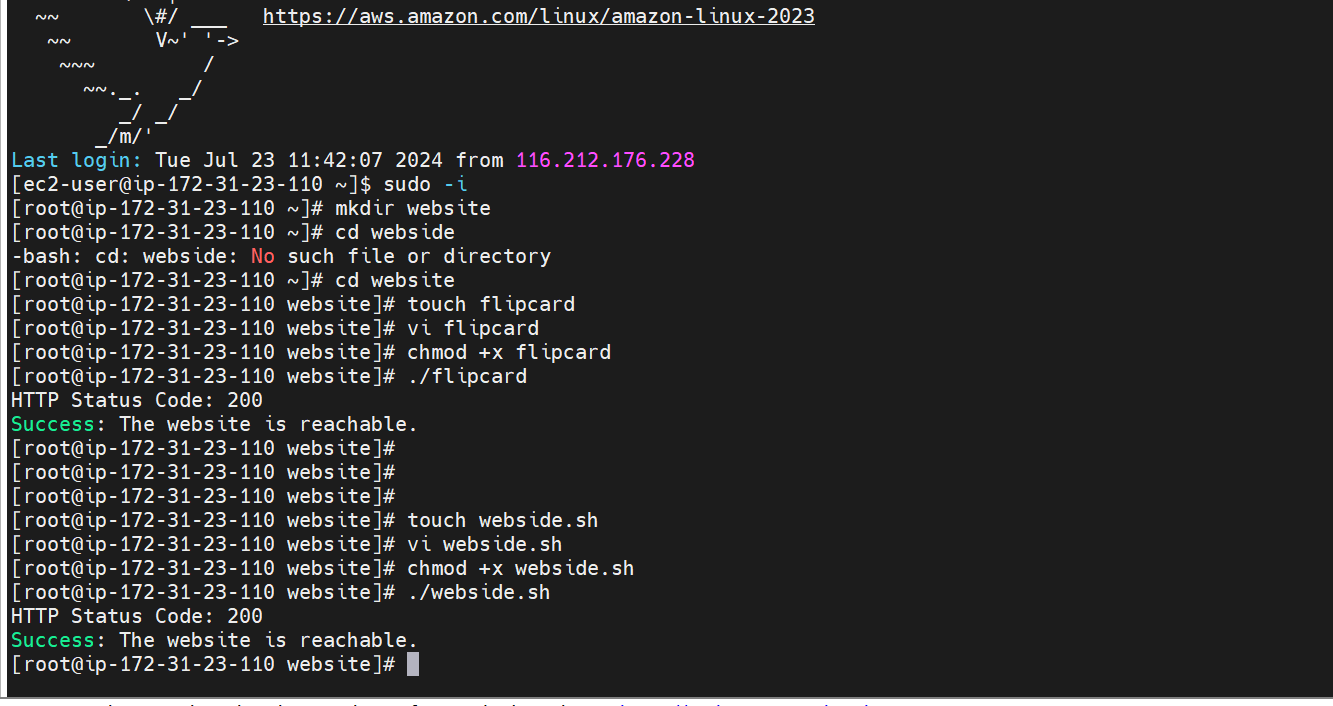 ~~       \#/ ___   https://aws.amazon.com/linux/amazon-linux-2023
   ~~       V~' '->
    ~~~         /
      ~~._.   _/
         _/ _/
       _/m/'
Last login: Tue Jul 23 11:42:07 2024 from 116.212.176.228
[ec2-user@ip-172-31-23-110 ~]$ sudo -i
[root@ip-172-31-23-110 ~]# mkdir website
[root@ip-172-31-23-110 ~]# cd webside
-bash: cd: webside: No such file or directory
[root@ip-172-31-23-110 ~]# cd website
[root@ip-172-31-23-110 website]# touch flipcard
[root@ip-172-31-23-110 website]# vi flipcard
[root@ip-172-31-23-110 website]# chmod +x flipcard
[root@ip-172-31-23-110 website]# ./flipcard
HTTP Status Code: 200
Success: The website is reachable.
[root@ip-172-31-23-110 website]#
[root@ip-172-31-23-110 website]#
[root@ip-172-31-23-110 website]#
[root@ip-172-31-23-110 website]# touch webside.sh
[root@ip-172-31-23-110 website]# vi webside.sh
[root@ip-172-31-23-110 website]# chmod +x webside.sh
[root@ip-172-31-23-110 website]# ./webside.sh
HTTP Status Code: 200
Success: The website is reachable.
[root@ip-172-31-23-110 website]#